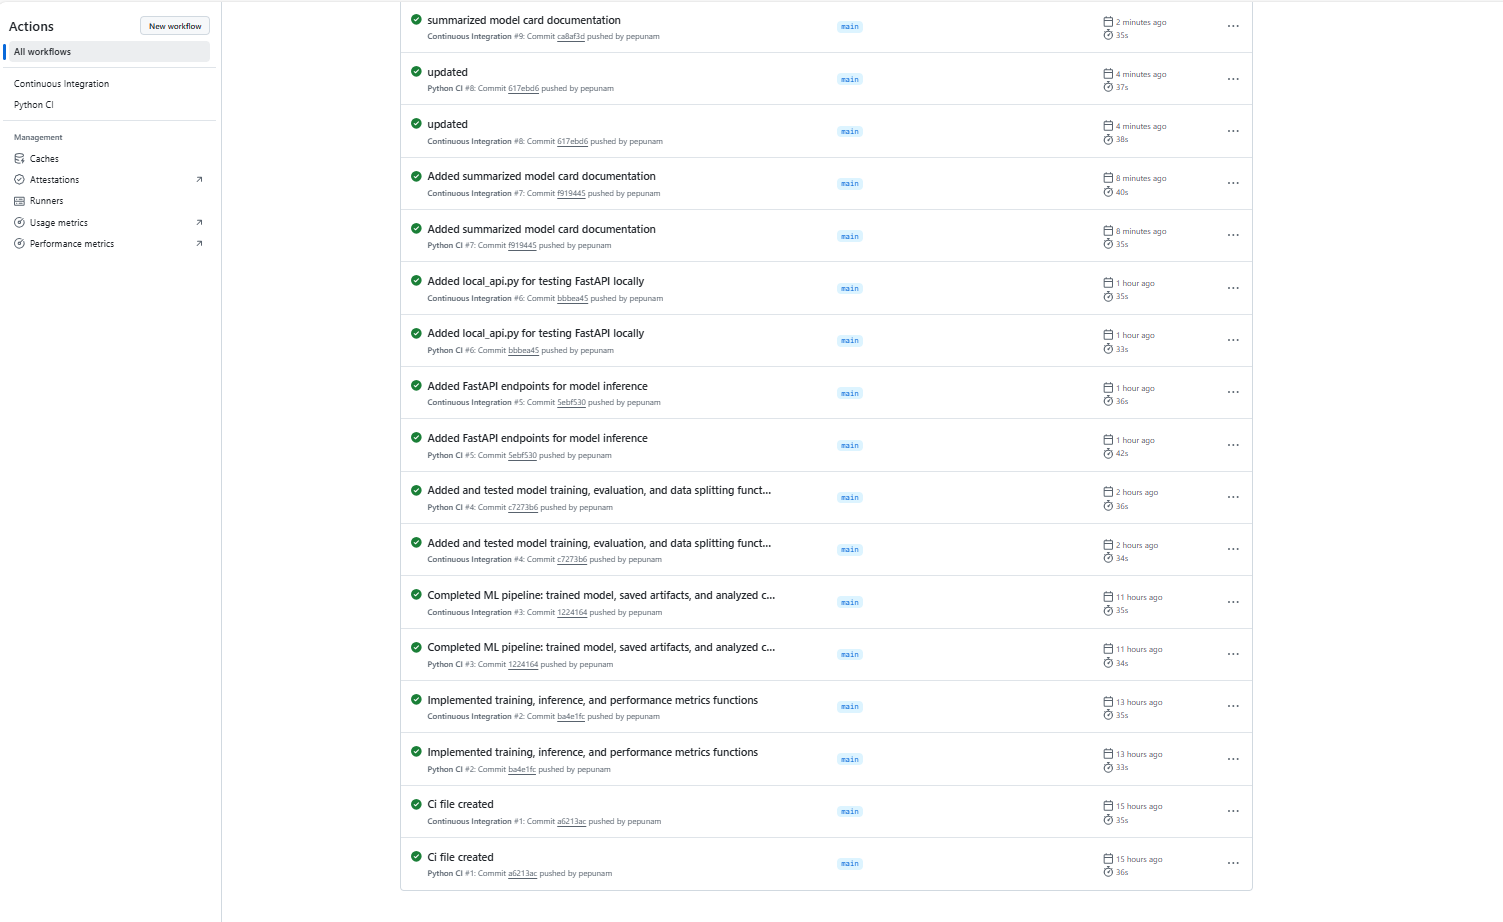 Actions
New workflow
All workflows
Continuous Integration
Python CI
Management
Caches
Attestations
Runners
Usage metrics
Performance metrics
summarized model card documentation
Continuous Integration #9: Commit ca8af3d pushed by pepunam
main
2 minutes ago
35s
updated
Python CI #8: Commit 617ebd6 pushed by pepunam
main
4 minutes ago
37s
updated
Continuous Integration #8: Commit 617ebd6 pushed by pepunam
main
4 minutes ago
38s
Added summarized model card documentation
Continuous Integration #7: Commit f919445 pushed by pepunam
main
8 minutes ago
40s
Added summarized model card documentation
Python CI #7: Commit f919445 pushed by pepunam
main
8 minutes ago
35s
Added local_api.py for testing FastAPI locally
Continuous Integration #6: Commit bbbea45 pushed by pepunam
main
1 hour ago
35s
Added local_api.py for testing FastAPI locally
Python CI #6: Commit bbbea45 pushed by pepunam
main
1 hour ago
33s
Added FastAPI endpoints for model inference
Continuous Integration #5: Commit 5ebf530 pushed by pepunam
main
1 hour ago
36s
Added FastAPI endpoints for model inference
Python CI #5: Commit 5ebf530 pushed by pepunam
main
1 hour ago
42s
Added and tested model training, evaluation, and data splitting funct...
Python CI #4: Commit c7273b6 pushed by pepunam
main
2 hours ago
36s
Added and tested model training, evaluation, and data splitting funct...
Continuous Integration #4: Commit c7273b6 pushed by pepunam
main
2 hours ago
34s
Completed ML pipeline: trained model, saved artifacts, and analyzed c...
Continuous Integration #3: Commit 1224164 pushed by pepunam
main
11 hours ago
35s
Completed ML pipeline: trained model, saved artifacts, and analyzed c...
Python CI #3: Commit 1224164 pushed by pepunam
main
11 hours ago
34s
Implemented training, inference, and performance metrics functions
Continuous Integration #2: Commit ba4e1fc pushed by pepunam
main
13 hours ago
35s
Implemented training, inference, and performance metrics functions
Python CI #2: Commit ba4e1fc pushed by pepunam
main
13 hours ago
33s
Ci file created
Continuous Integration #1: Commit a6213ac pushed by pepunam
main
15 hours ago
35s
Ci file created
Python CI #1: Commit a6213ac pushed by pepunam
main
15 hours ago
36s